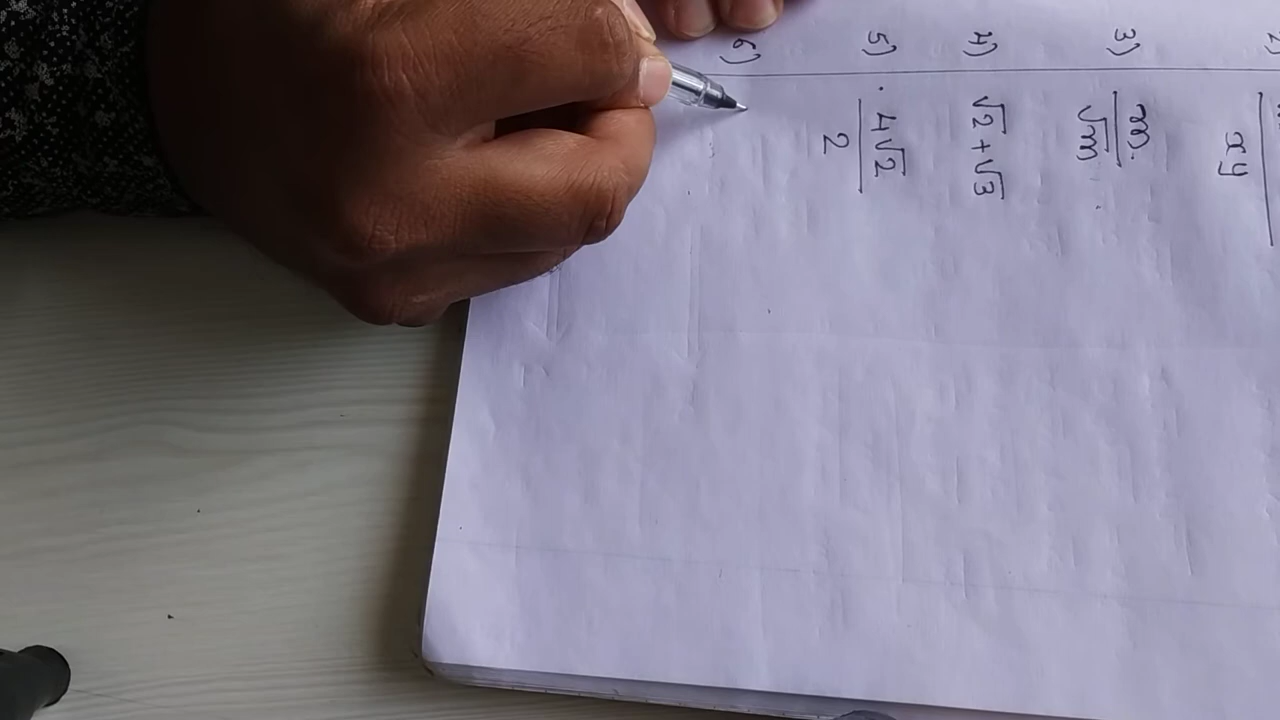 xy
3) m.
√m
4) √2 + √3
5) 4√2
2
6)